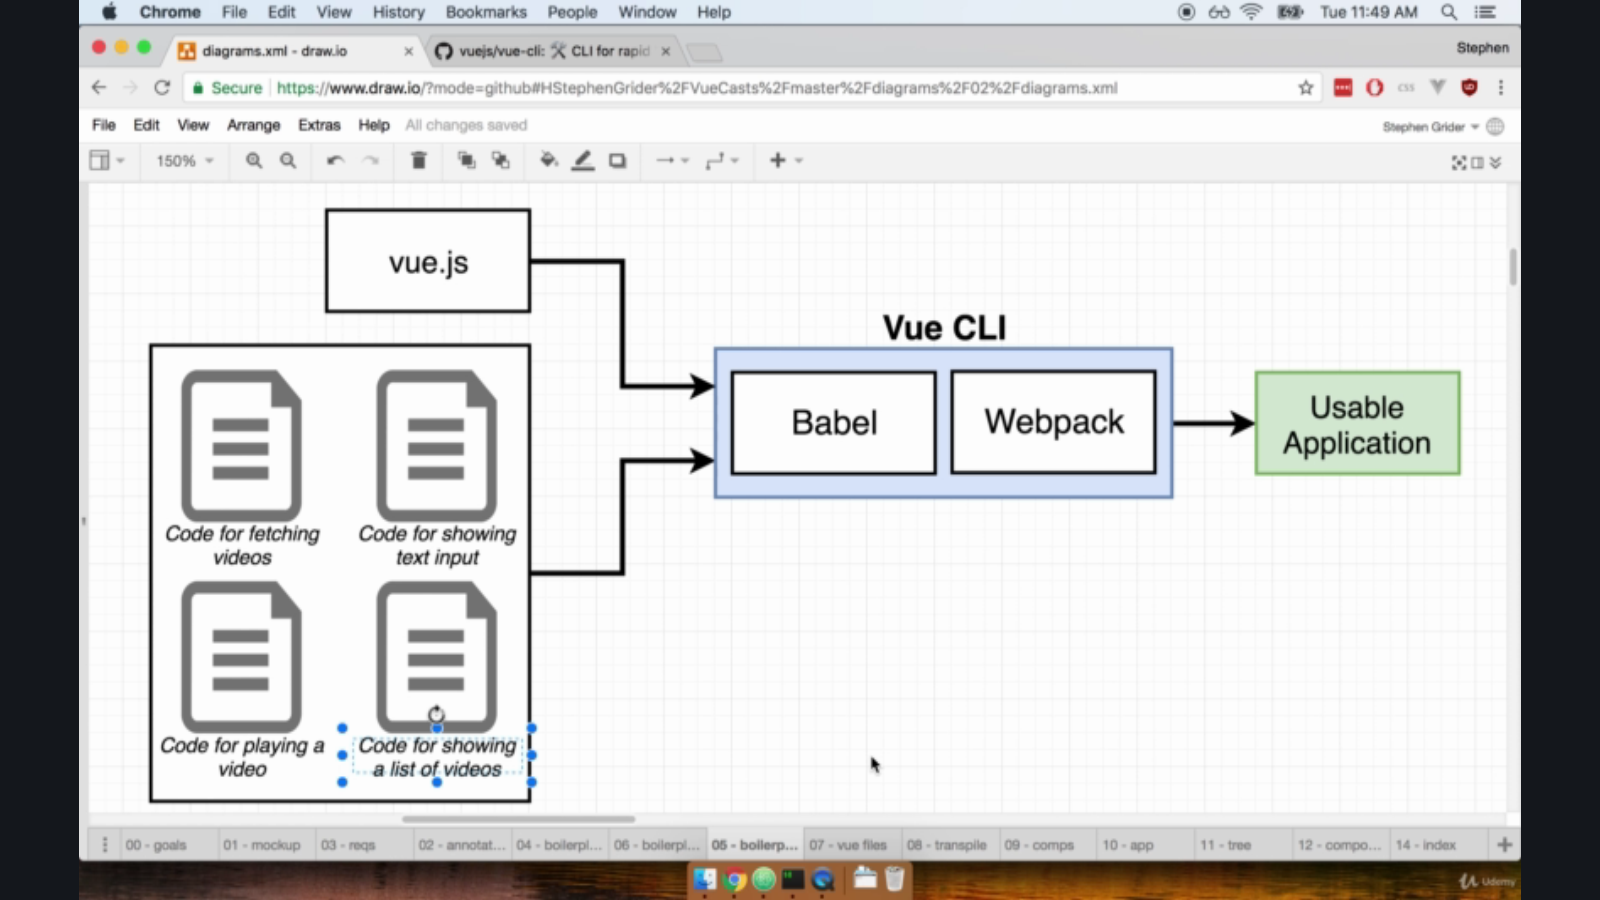 Chrome File Edit View History Bookmarks People Window Help Tue 11:49 AM
diagrams.xml - draw.io vuejs/vue-cli: 🛠 CLI for rapid Stephen
Secure https://www.draw.io/?mode=github#HStephenGrider%2FVueCasts%2Fmaster%2Fdiagrams%2F02%2Fdiagrams.xml css
File Edit View Arrange Extras Help All changes saved Stephen Grider
150%
vue.js
Vue CLI
Babel
Webpack
Usable
Application
Code for fetching
videos
Code for showing
text input
Code for playing a
video
Code for showing
a list of videos
00 - goals 01 - mockup 03 - reqs 02 - annotat... 04 - boilerpl... 06 - boilerpl... 05 - boilerp... 07 - vue files 08 - transpile 09 - comps 10 - app 11 - tree 12 - compo... 14 - index
Udemy